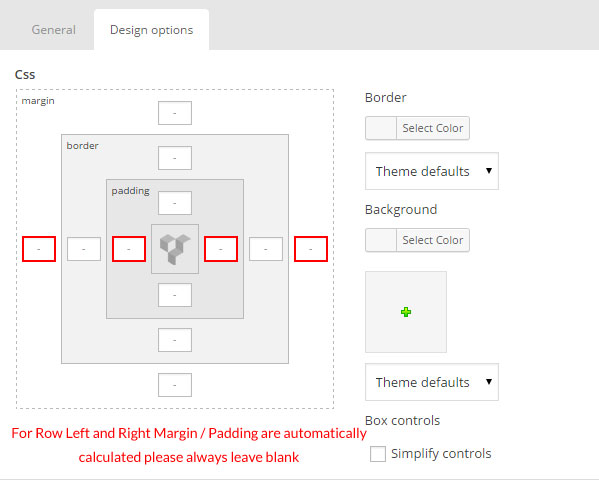 General
Design options
Css
margin
-
border
-
padding
-
-
-
-
-
-
-
-
-
-
For Row Left and Right Margin / Padding are automatically
calculated please always leave blank
Border
Select Color
Theme defaults
Background
Select Color
Theme defaults
Box controls
Simplify controls